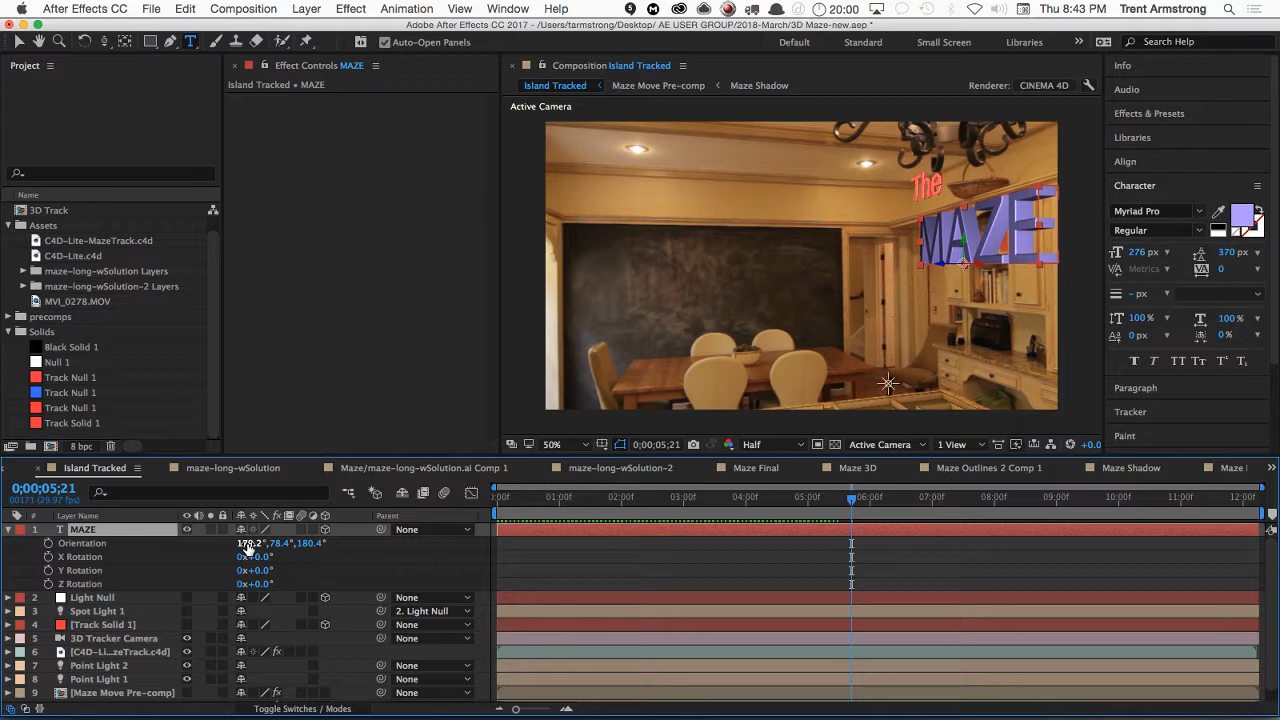 After Effects CC File Edit Composition Layer Effect Animation View Window Help 20:00 Thu 8:43 PM Trent Armstrong
Adobe After Effects CC 2017 - /Users/tarmstrong/Desktop/ AE USER GROUP/2018-March/3D Maze-new.aep *
Auto-Open Panels Default Standard Small Screen Libraries Search Help
Project
Effect Controls MAZE
Island Tracked • MAZE
Composition Island Tracked
Island Tracked Maze Move Pre-comp Maze Shadow Renderer: CINEMA 4D
Active Camera
The
MAZE
Name
3D Track
Assets
C4D-Lite-MazeTrack.c4d
C4D-Lite.c4d
maze-long-wSolution Layers
maze-long-wSolution-2 Layers
MVI_0278.MOV
precomps
Solids
Black Solid 1
Null 1
Track Null 1
Track Null 1
Track Null 1
Track Solid 1
8 bpc
50% 0;00;05;21 Half Active Camera 1 View +0.0
Info
Audio
Effects & Presets
Libraries
Align
Character
Myriad Pro
Regular
276 px 370 px
Metrics 0
- px
100% 100%
0 px 0 %
T T TT Tт T¹ T₁
Paragraph
Tracker
Paint
Island Tracked maze-long-wSolution Maze/maze-long-wSolution.ai Comp 1 maze-long-wSolution-2 Maze Final Maze 3D Maze Outlines 2 Comp 1 Maze Shadow Maze
0;00;05;21
00171 (29.97 fps)
:00f 01:00f 02:00f 03:00f 04:00f 05:00f 06:00f 07:00f 08:00f 09:00f 10:00f 11:00f 12:00f
# Layer Name Parent
1 T MAZE None
Orientation ,78.4°,180.4°
X Rotation 0x+0.0°
Y Rotation 0x+0.0°
Z Rotation 0x+0.0°
2 Light Null None
3 Spot Light 1 2. Light Null
4 [Track Solid 1] None
5 3D Tracker Camera None
6 [C4D-Li...zeTrack.c4d] None
7 Point Light 2 None
8 Point Light 1 None
9 [Maze Move Pre-comp] None
Toggle Switches / Modes